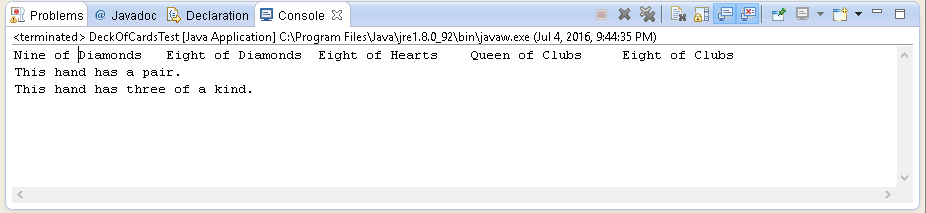 Problems @ Javadoc Declaration Console
<terminated> DeckOfCardsTest [Java Application] C:\Program Files\Java\jre1.8.0_92\bin\javaw.exe (Jul 4, 2016, 9:44:35 PM)
Nine of Diamonds Eight of Diamonds Eight of Hearts Queen of Clubs Eight of Clubs
This hand has a pair.
This hand has three of a kind.